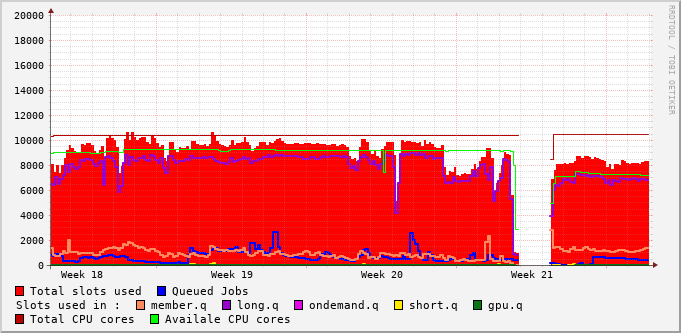 20000
18000
16000
14000
12000
10000
8000
6000
4000
2000
0
Week 18 Week 19 Week 20 Week 21
Total slots used Queued Jobs
Slots used in : member.q long.q ondemand.q short.q gpu.q
Total CPU cores Availale CPU cores
RRDTOOL / TOBI OETIKER